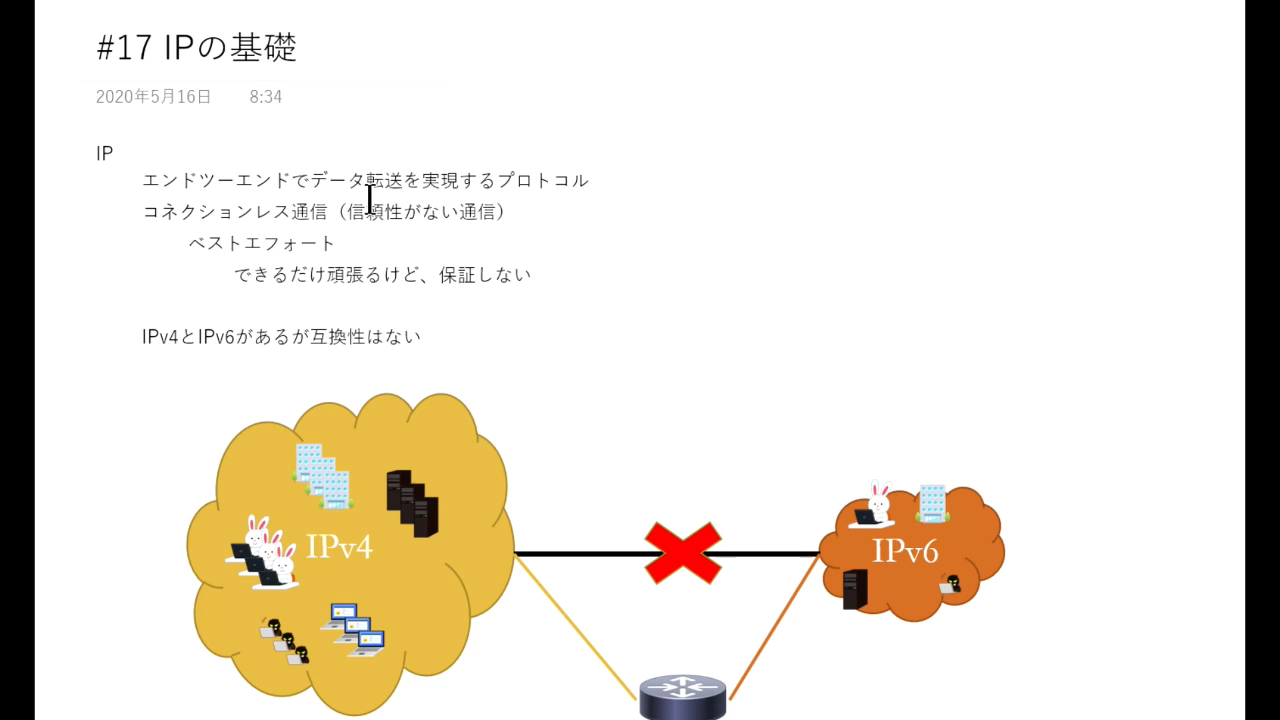 #17 IPの基礎
2020年5月16日 8:34
IP
エンドツーエンドでデータ転送を実現するプロトコル
コネクションレス通信（信頼性がない通信）
ベストエフォート
できるだけ頑張るけど、保証しない
IPv4とIPv6があるが互換性はない
IPv4
IPv6